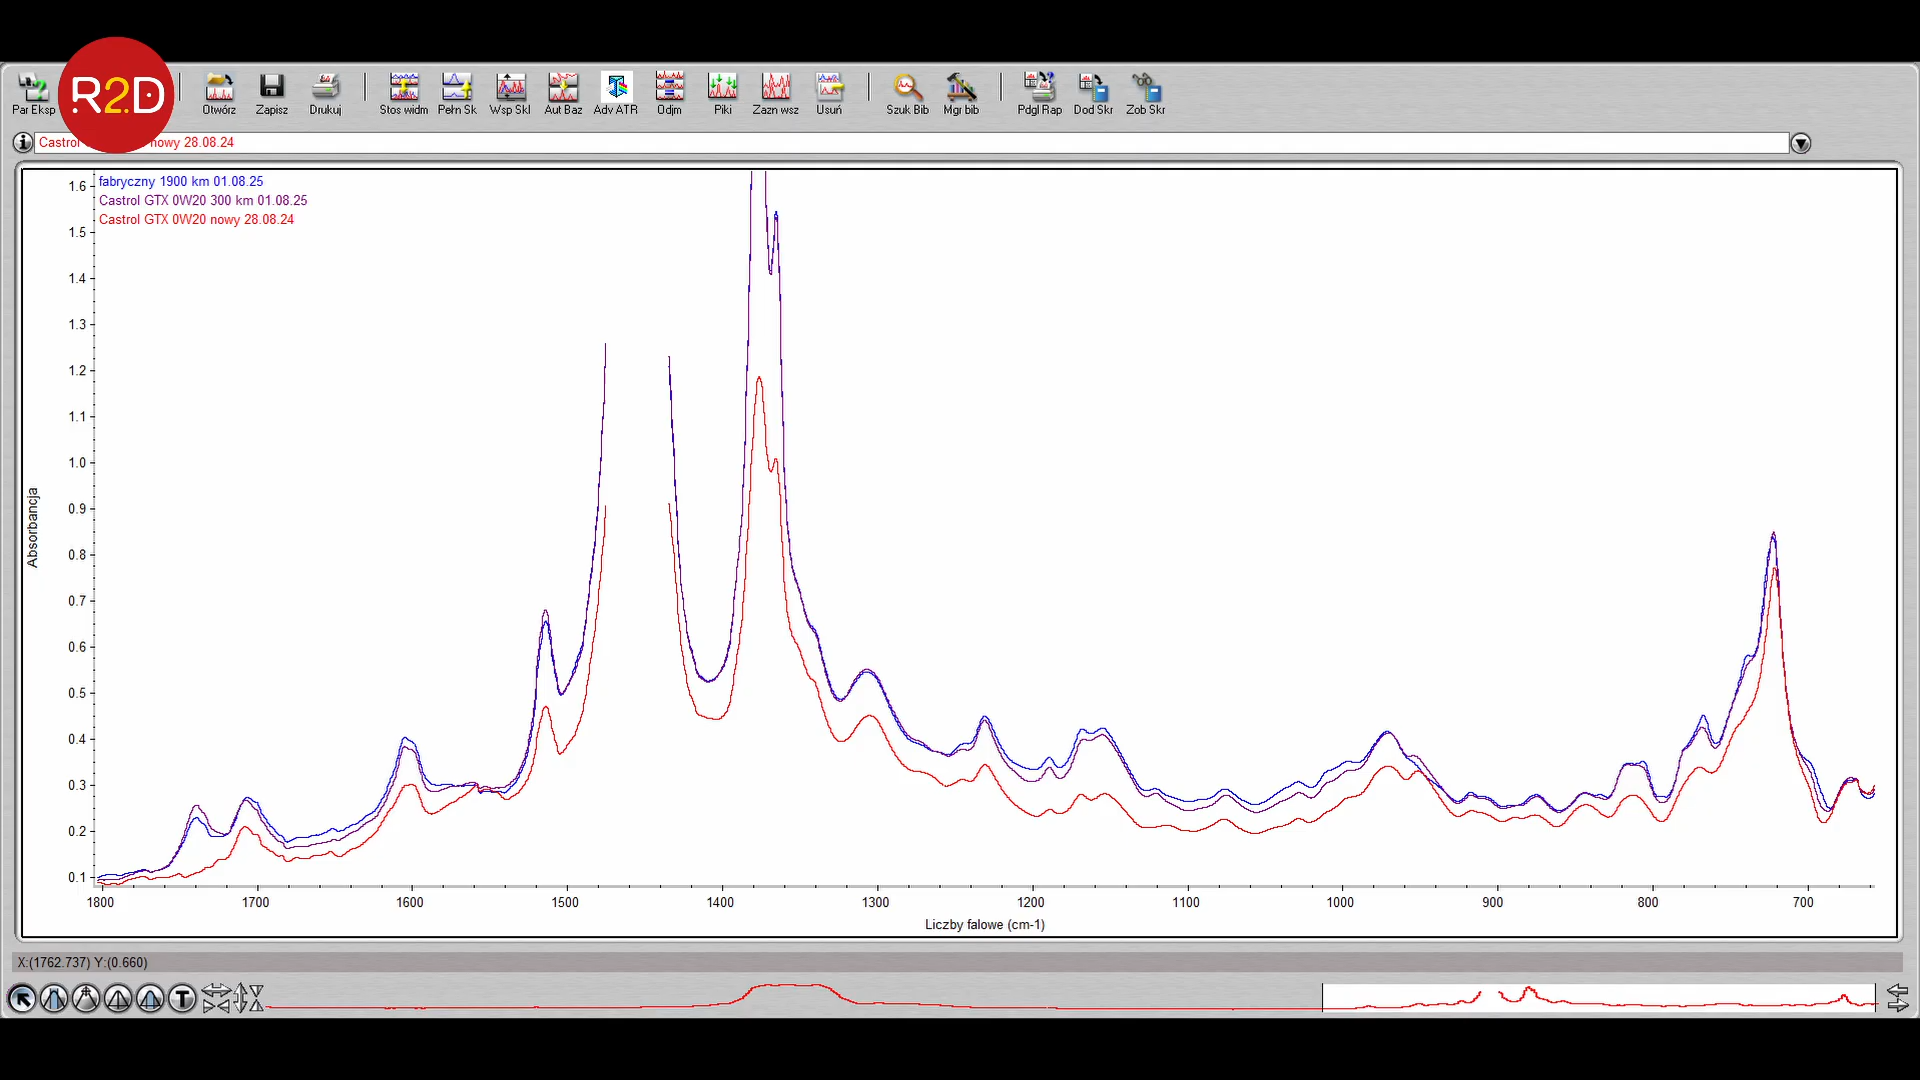 R2D
Par Eksp
Otwórz
Zapisz
Drukuj
Stos widm
Pełn Sk
Wsp Skl
Aut Baz
Adv ATR
Odjm
Piki
Zazn wsz
Usuń
Szuk Bib
Mgr bib
Pdgl Rap
Dod Skr
Zob Skr
Castrol nowy 28.08.24
fabryczny 1900 km 01.08.25
Castrol GTX 0W20 300 km 01.08.25
Castrol GTX 0W20 nowy 28.08.24
1.6
1.5
1.4
1.3
1.2
1.1
1.0
0.9
0.8
0.7
0.6
0.5
0.4
0.3
0.2
0.1
Absorbancja
1800 1700 1600 1500 1400 1300 1200 1100 1000 900 800 700
Liczby falowe (cm-1)
X:(1762.737) Y:(0.660)
T